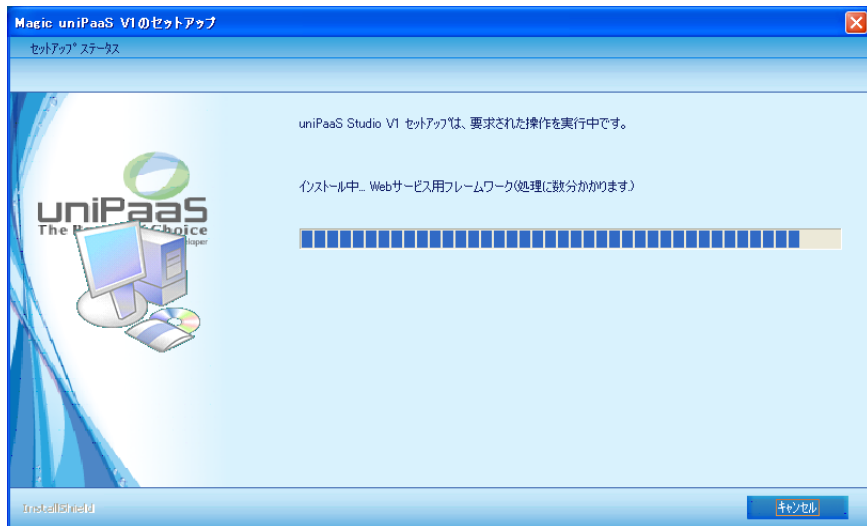 Magic uniPaaS V1のセットアップ
セットアップ ステータス
uniPaaS Studio V1 セットアップは、要求された操作を実行中です。
インストール中... Webサービス用フレームワーク(処理に数分かかります。)
uniPaaS
The
Choice
InstallShield
キャンセル